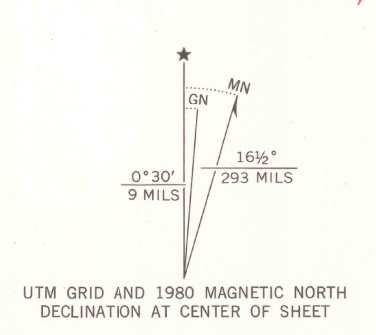 ★
MN
GN
16½°
293 MILS
0°30′
9 MILS
UTM GRID AND 1980 MAGNETIC NORTH
DECLINATION AT CENTER OF SHEET